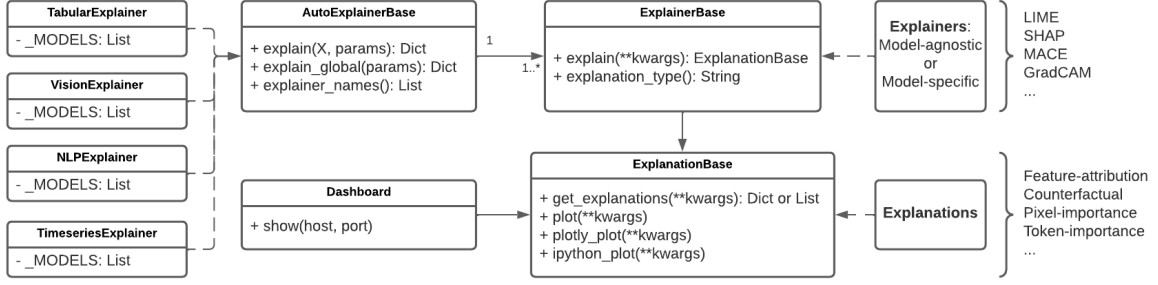 TabularExplainer
- _MODELS: List
VisionExplainer
- _MODELS: List
NLPExplainer
- _MODELS: List
TimeseriesExplainer
- _MODELS: List
AutoExplainerBase
+ explain(X, params): Dict
+ explain_global(params): Dict
+ explainer_names(): List
1
1..*
ExplainerBase
+ explain(**kwargs): ExplanationBase
+ explanation_type(): String
Explainers:
Model-agnostic
or
Model-specific
LIME
SHAP
MACE
GradCAM
...
Dashboard
+ show(host, port)
ExplanationBase
+ get_explanations(**kwargs): Dict or List
+ plot(**kwargs)
+ plotly_plot(**kwargs)
+ ipython_plot(**kwargs)
Explanations
Feature-attribution
Counterfactual
Pixel-importance
Token-importance
...